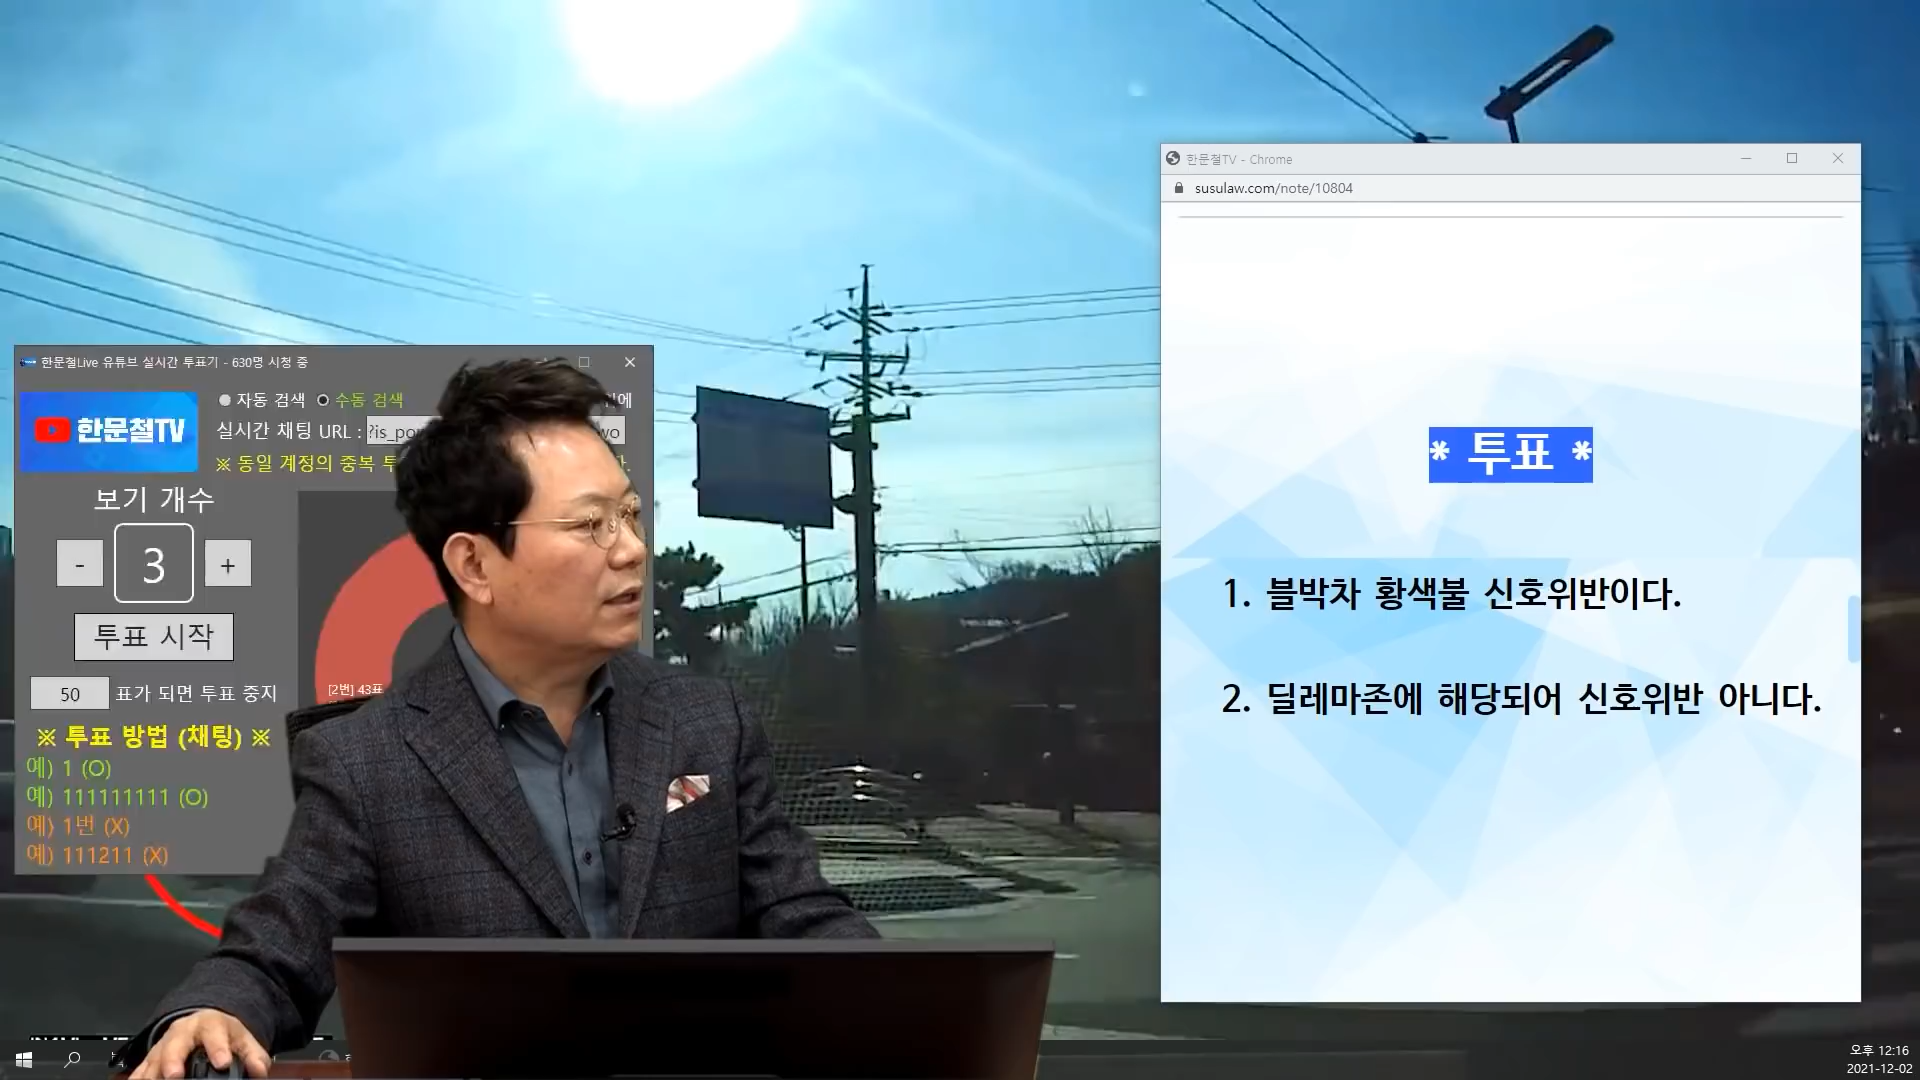 한문철Live 유튜브 실시간 투표기 - 630명 시청 중
한문철TV
자동 검색
수동 검색
실시간 채팅 URL :
?is_po
wo
※ 동일 계정의 중복
보기 개수
-
3
+
투표 시작
50
표가 되면 투표 중지
[2번] 43표
※ 투표 방법 (채팅) ※
예) 1 (O)
예) 111111111 (O)
예) 1번 (X)
예) 111211 (X)
한문철TV - Chrome
susulaw.com/note/10804
* 투표 *
1. 블박차 황색불 신호위반이다.
2. 딜레마존에 해당되어 신호위반 아니다.
오후 12:16
2021-12-02